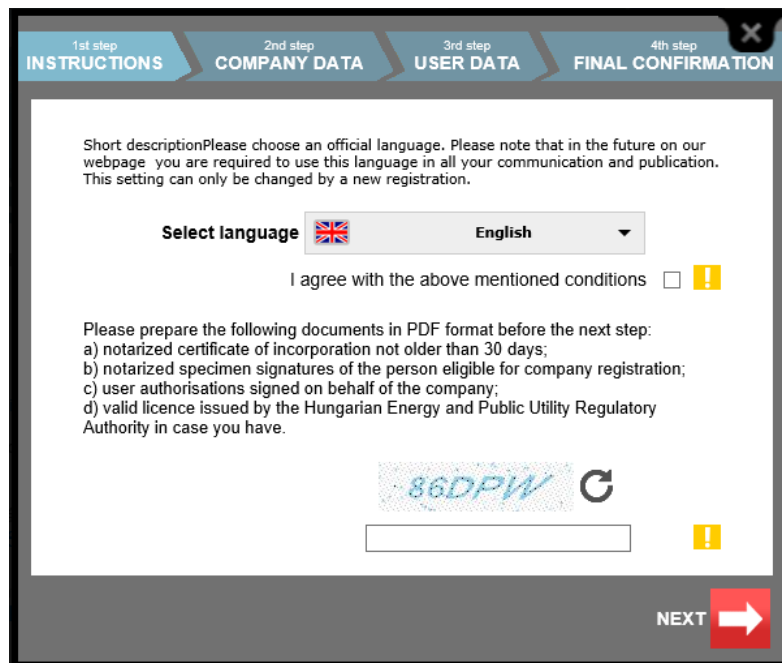 1st step
INSTRUCTIONS
2nd step
COMPANY DATA
3rd step
USER DATA
4th step
FINAL CONFIRMATION
Short descriptionPlease choose an official language. Please note that in the future on our
webpage you are required to use this language in all your communication and publication.
This setting can only be changed by a new registration.
Select language
English
I agree with the above mentioned conditions
Please prepare the following documents in PDF format before the next step:
a) notarized certificate of incorporation not older than 30 days;
b) notarized specimen signatures of the person eligible for company registration;
c) user authorisations signed on behalf of the company;
d) valid licence issued by the Hungarian Energy and Public Utility Regulatory
Authority in case you have.
86DPW
NEXT